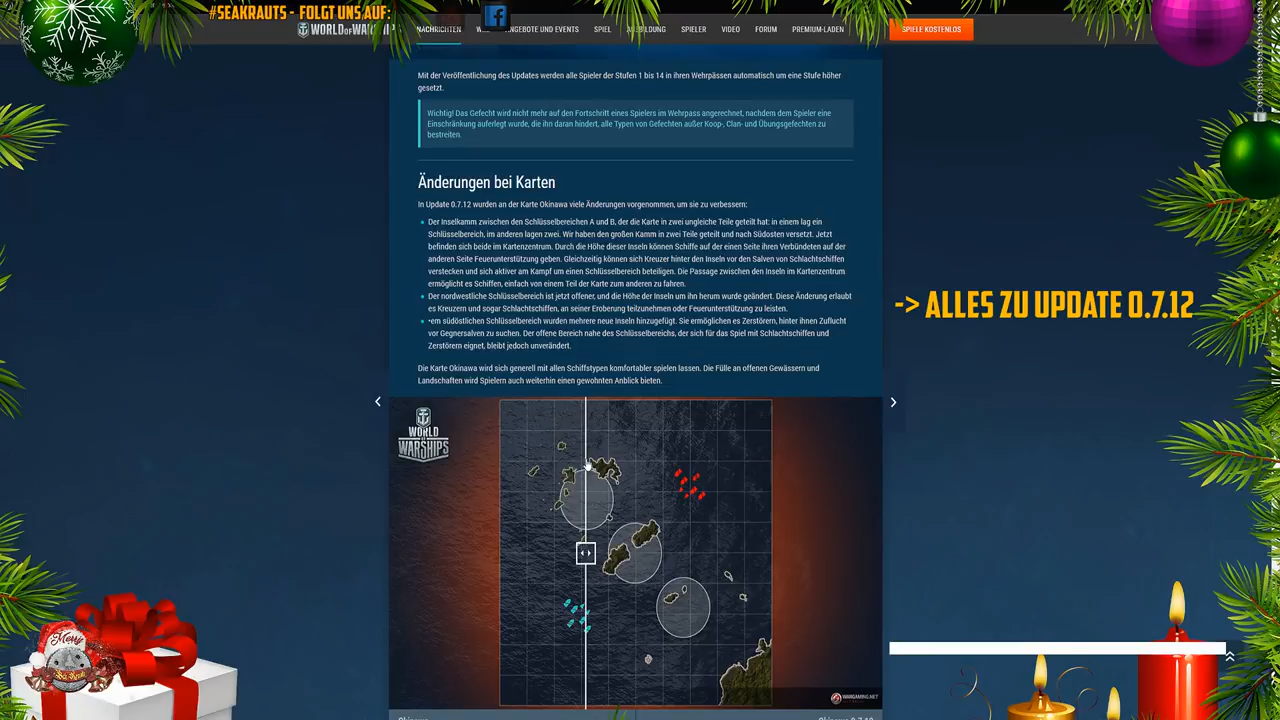 #SEAKRAUTS - FOLGT UNS AUF:
WORLD OF WARSHIPS
NACHRICHTEN ANGEBOTE UND EVENTS SPIEL SPIELER VIDEO FORUM PREMIUM-LADEN SPIELE KOSTENLOS
Mit der Veröffentlichung des Updates werden alle Spieler der Stufen 1 bis 14 in ihren Wehrpässen automatisch um eine Stufe höher
gesetzt.
Wichtig! Das Gefecht wird nicht mehr auf den Fortschritt eines Spielers im Wehrpass angerechnet, nachdem dem Spieler eine
Einschränkung auferlegt wurde, die ihn daran hindert, alle Typen von Gefechten außer Koop-, Clan- und Übungsgefechten zu
bestreiten.
Änderungen bei Karten
In Update 0.7.12 wurden an der Karte Okinawa viele Änderungen vorgenommen, um sie zu verbessern:
Der Inselkamm zwischen den Schlüsselbereichen A und B, der die Karte in zwei ungleiche Teile geteilt hat: in einem lag ein
Schlüsselbereich, im anderen lagen zwei. Wir haben den großen Kamm in zwei Teile geteilt und nach Südosten versetzt. Jetzt
befinden sich beide im Kartenzentrum. Durch die Höhe dieser Inseln können Schiffe auf der einen Seite ihren Verbündeten auf der
anderen Seite Feuerunterstützung geben. Gleichzeitig können sich Kreuzer hinter den Inseln vor den Salven von Schlachtschiffen
verstecken und sich aktiver am Kampf um einen Schlüsselbereich beteiligen. Die Passage zwischen den Inseln im Kartenzentrum
ermöglicht es Schiffen, einfach von einem Teil der Karte zum anderen zu fahren.
Der nordwestliche Schlüsselbereich ist jetzt offener, und die Höhe der Inseln um ihn herum wurde geändert. Diese Änderung erlaubt
es Kreuzern und sogar Schlachtschiffen, an seiner Eroberung teilzunehmen oder Feuerunterstützung zu leisten.
-> ALLES ZU UPDATE 0.7.12
•em südöstlichen Schlüsselbereich wurden mehrere neue Inseln hinzugefügt. Sie ermöglichen es Zerstörern, hinter ihnen Zuflucht
vor Gegnersalven zu suchen. Der offene Bereich nahe des Schlüsselbereichs, der sich für das Spiel mit Schlachtschiffen und
Zerstörern eignet, bleibt jedoch unverändert.
Die Karte Okinawa wird sich generell mit allen Schiffstypen komfortabler spielen lassen. Die Fülle an offenen Gewässern und
Landschaften wird Spielern auch weiterhin einen gewohnten Anblick bieten.
WORLD
OF
WARSHIPS
Merry
WARGAMING.NET